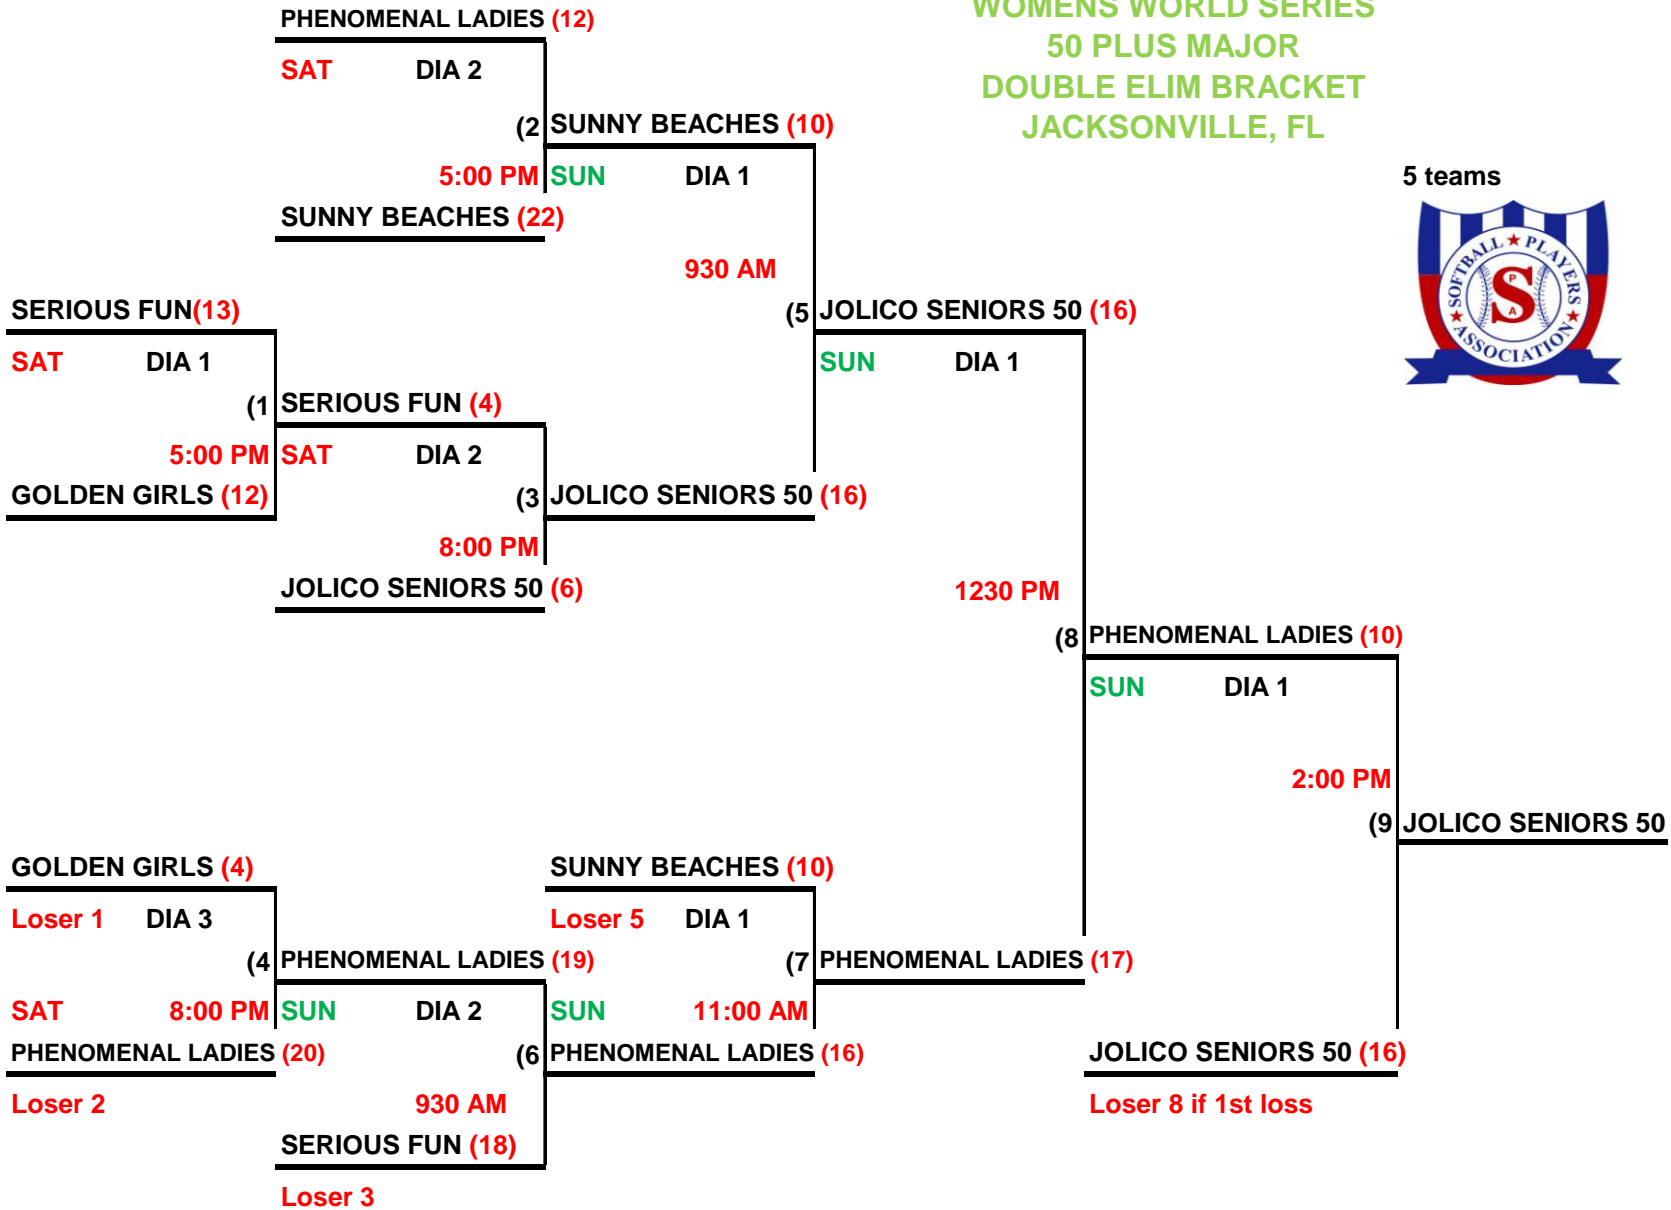 WOMENS WORLD SERIES
50 PLUS MAJOR
DOUBLE ELIM BRACKET
JACKSONVILLE, FL
5 teams
SOFTBALL ★ PLAYERS
★ ASSOCIATION ★
P
S
A
PHENOMENAL LADIES (12)
SAT DIA 2
(2 SUNNY BEACHES (10)
5:00 PM SUN DIA 1
SUNNY BEACHES (22)
930 AM
SERIOUS FUN(13)
(5 JOLICO SENIORS 50 (16)
SAT DIA 1
SUN DIA 1
(1 SERIOUS FUN (4)
5:00 PM SAT DIA 2
GOLDEN GIRLS (12)
(3 JOLICO SENIORS 50 (16)
8:00 PM
JOLICO SENIORS 50 (6)
1230 PM
(8 PHENOMENAL LADIES (10)
SUN DIA 1
2:00 PM
(9 JOLICO SENIORS 50
GOLDEN GIRLS (4)
SUNNY BEACHES (10)
Loser 1 DIA 3
Loser 5 DIA 1
(4 PHENOMENAL LADIES (19)
(7 PHENOMENAL LADIES (17)
SAT 8:00 PM SUN DIA 2
SUN 11:00 AM
PHENOMENAL LADIES (20)
(6 PHENOMENAL LADIES (16)
JOLICO SENIORS 50 (16)
Loser 2 930 AM
Loser 8 if 1st loss
SERIOUS FUN (18)
Loser 3